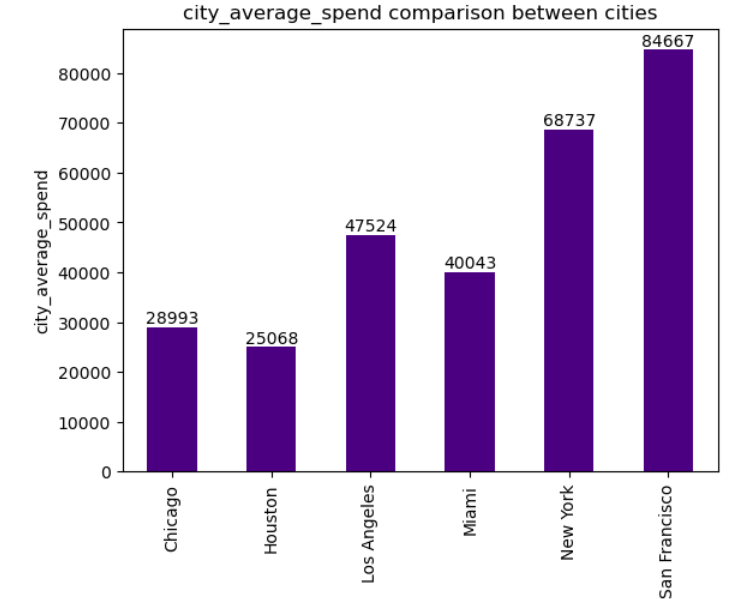 city_average_spend comparison between cities
city_average_spend
80000
70000
60000
50000
40000
30000
20000
10000
0
28993
25068
47524
40043
68737
84667
Chicago
Houston
Los Angeles
Miami
New York
San Francisco